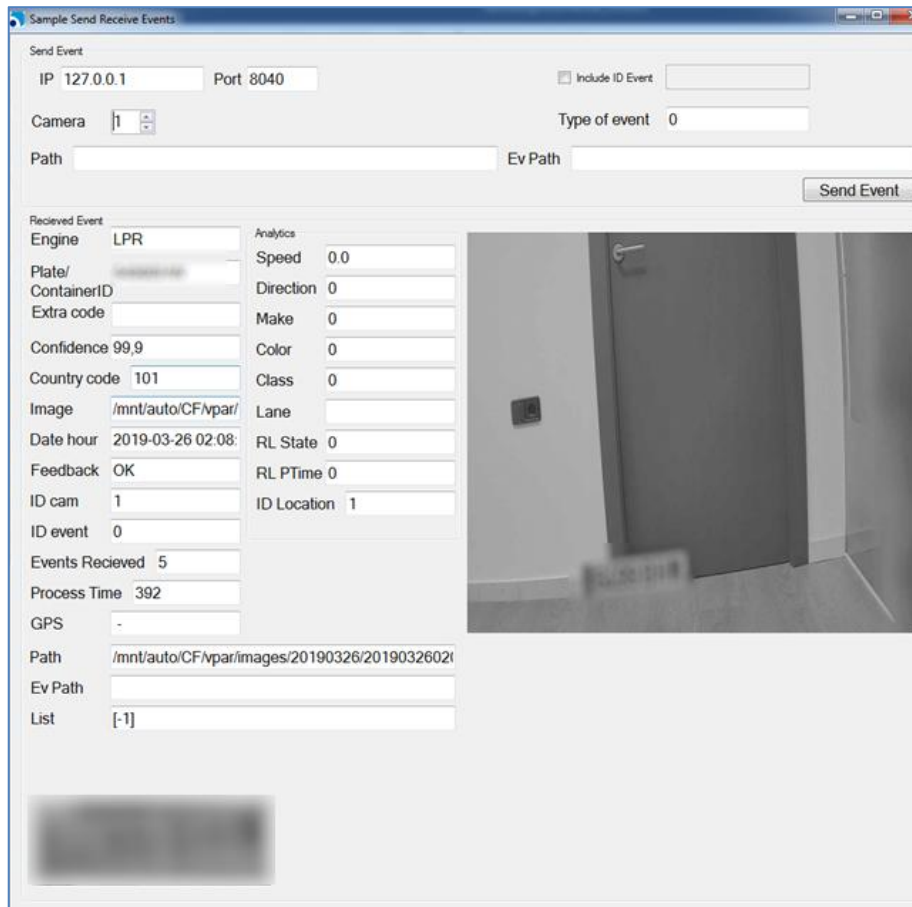 Sample Send Receive Events
Send Event
IP 127.0.0.1 Port 8040 Include ID Event
Camera 1 Type of event 0
Path Ev Path
Send Event
Recieved Event
Engine LPR
Plate/
ContainerID
Extra code
Confidence 99,9
Country code 101
Image /mnt/auto/CF/vpar/
Date hour 2019-03-26 02:08:
Feedback OK
ID cam 1
ID event 0
Events Recieved 5
Process Time 392
GPS -
Path /mnt/auto/CF/vpar/images/20190326/2019032602
Ev Path
List [-1]
Analytics
Speed 0.0
Direction 0
Make 0
Color 0
Class 0
Lane
RL State 0
RL PTime 0
ID Location 1